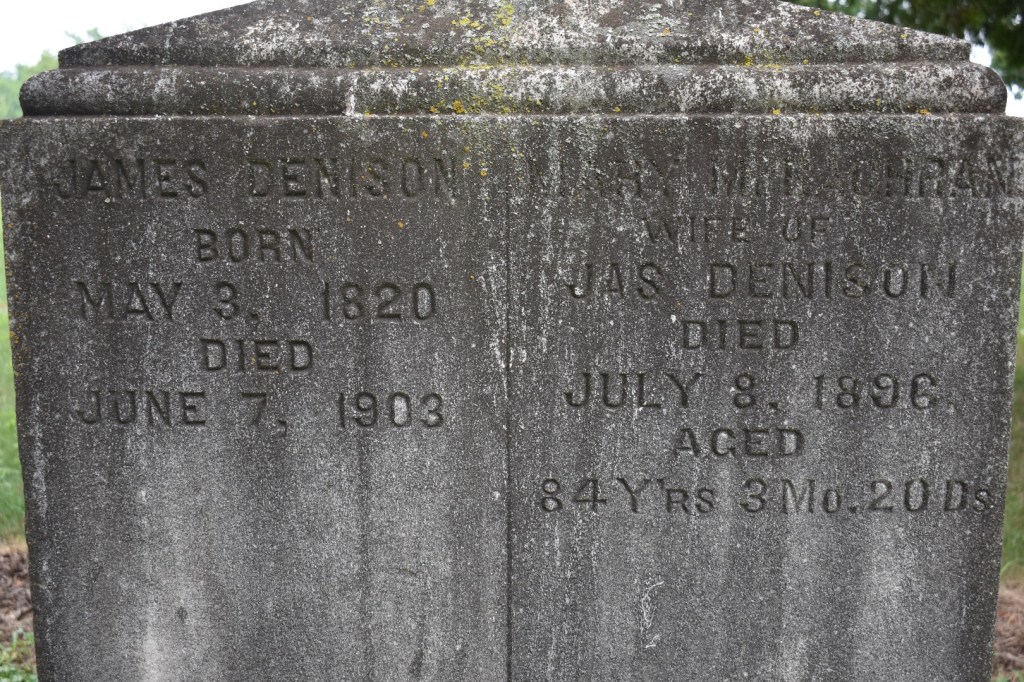 JAMES DENISON
BORN
MAY 3, 1820
DIED
JUNE 7, 1903
MARY
WIFE OF
JAS DENISON
DIED
JULY 8, 1896,
AGED
84 Y'RS 3 MO. 20 DS